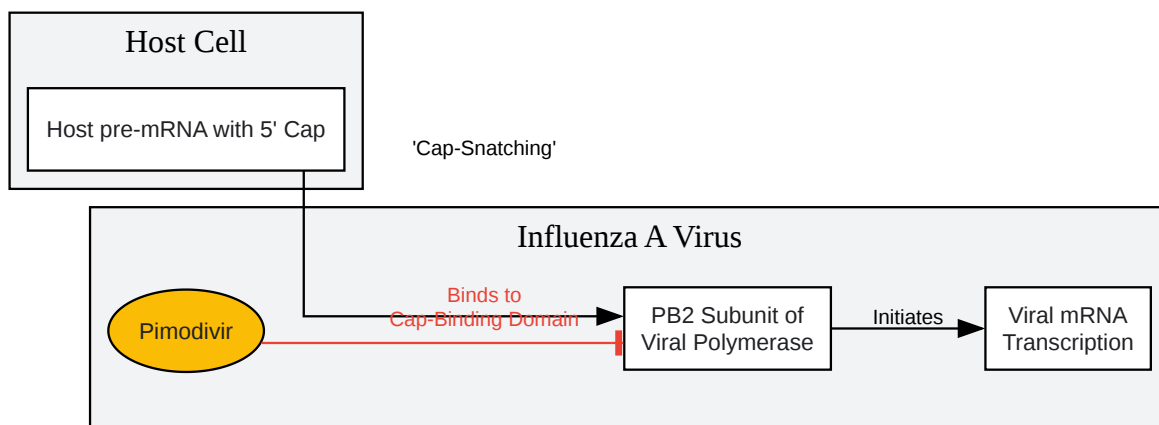 Host Cell
Host pre-mRNA with 5' Cap
'Cap-Snatching'
Influenza A Virus
Pimodivir
Binds to
Cap-Binding Domain
PB2 Subunit of
Viral Polymerase
Initiates
Viral mRNA
Transcription